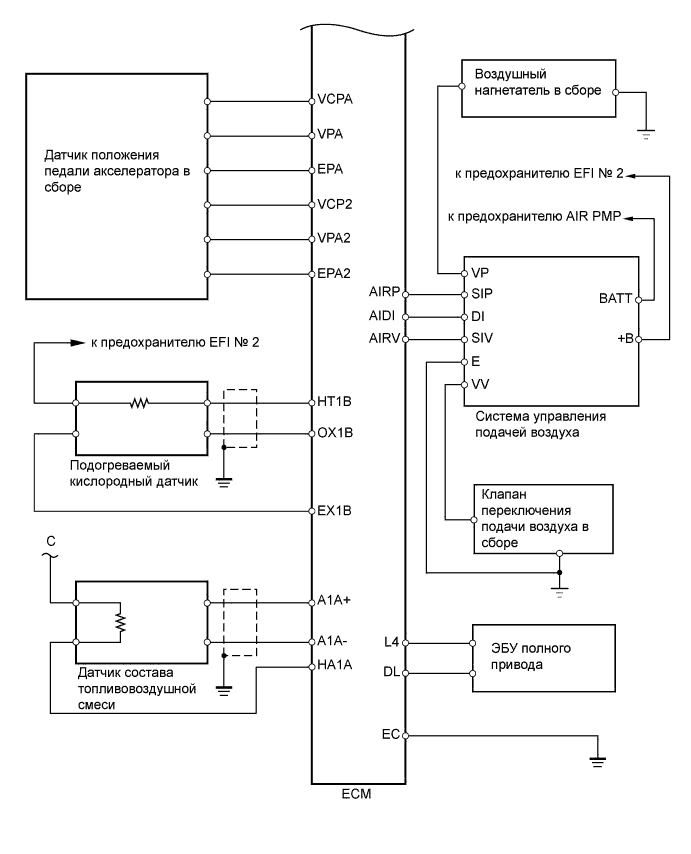 Датчик положения
педали акселератора в
сборе
VCPA
VPA
EPA
VCP2
VPA2
EPA2
к предохранителю EFI № 2
HT1B
OX1B
Подогреваемый
кислородный датчик
EX1B
C
A1A+
A1A-
HA1A
Датчик состава
топливовоздушной
смеси
ECM
Воздушный
нагнетатель в сборе
к предохранителю EFI № 2
к предохранителю AIR PMP
AIRP
AIDI
AIRV
VP
SIP
DI
SIV
E
VV
BATT
+B
Система управления
подачей воздуха
Клапан
переключения
подачи воздуха в
сборе
L4
DL
ЭБУ полного
привода
EC